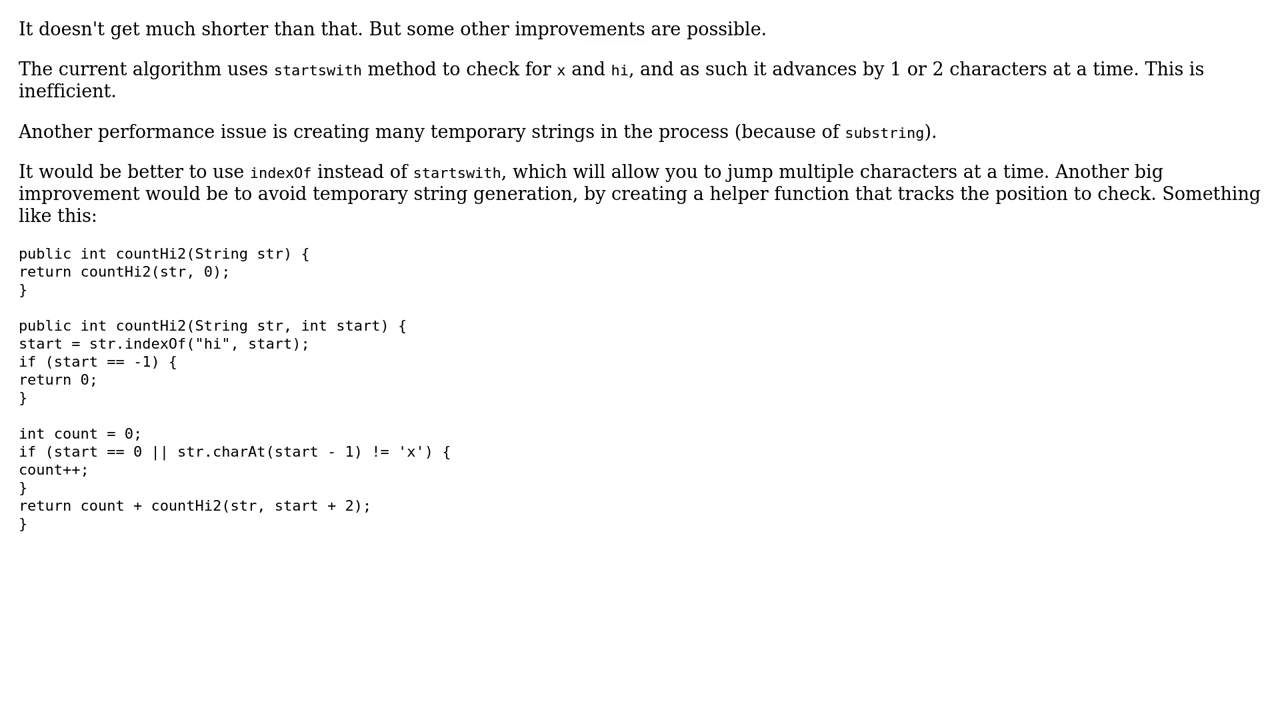 It doesn't get much shorter than that. But some other improvements are possible.
The current algorithm uses startswith method to check for x and hi, and as such it advances by 1 or 2 characters at a time. This is
inefficient.
Another performance issue is creating many temporary strings in the process (because of substring).
It would be better to use indexOf instead of startswith, which will allow you to jump multiple characters at a time. Another big
improvement would be to avoid temporary string generation, by creating a helper function that tracks the position to check. Something
like this:
public int countHi2(String str) {
return countHi2(str, 0);
}
public int countHi2(String str, int start) {
start = str.indexOf("hi", start);
if (start == -1) {
return 0;
}
int count = 0;
if (start == 0 || str.charAt(start - 1) != 'x') {
count++;
}
return count + countHi2(str, start + 2);
}